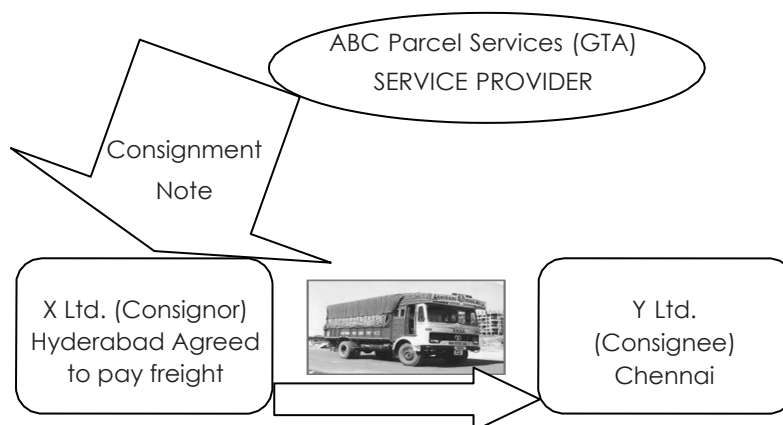 ABC Parcel Services (GTA)
SERVICE PROVIDER
Consignment
Note
X Ltd. (Consignor)
Hyderabad Agreed
to pay freight
Y Ltd.
(Consignee)
Chennai